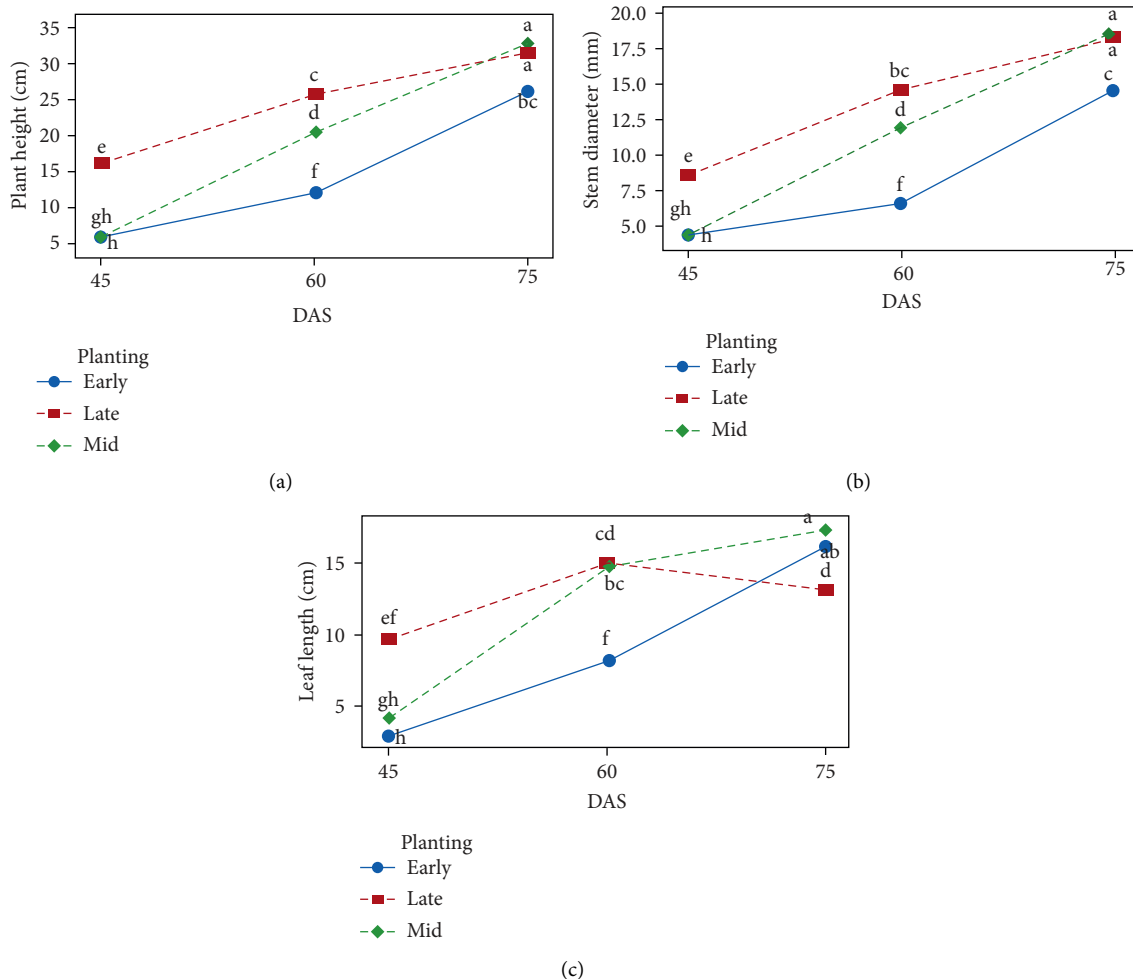 Plant height (cm)
35
30
25
20
15
10
5
a
a
bc
c
d
f
e
gh
h
45
60
75
DAS
Planting
Early
Late
Mid
(a)
Stem diameter (mm)
20.0
17.5
15.0
12.5
10.0
7.5
5.0
a
a
c
bc
d
f
e
gh
h
45
60
75
DAS
Planting
Early
Late
Mid
(b)
Leaf length (cm)
15
10
5
a
ab
d
cd
bc
f
ef
gh
h
45
60
75
DAS
Planting
Early
Late
Mid
(c)